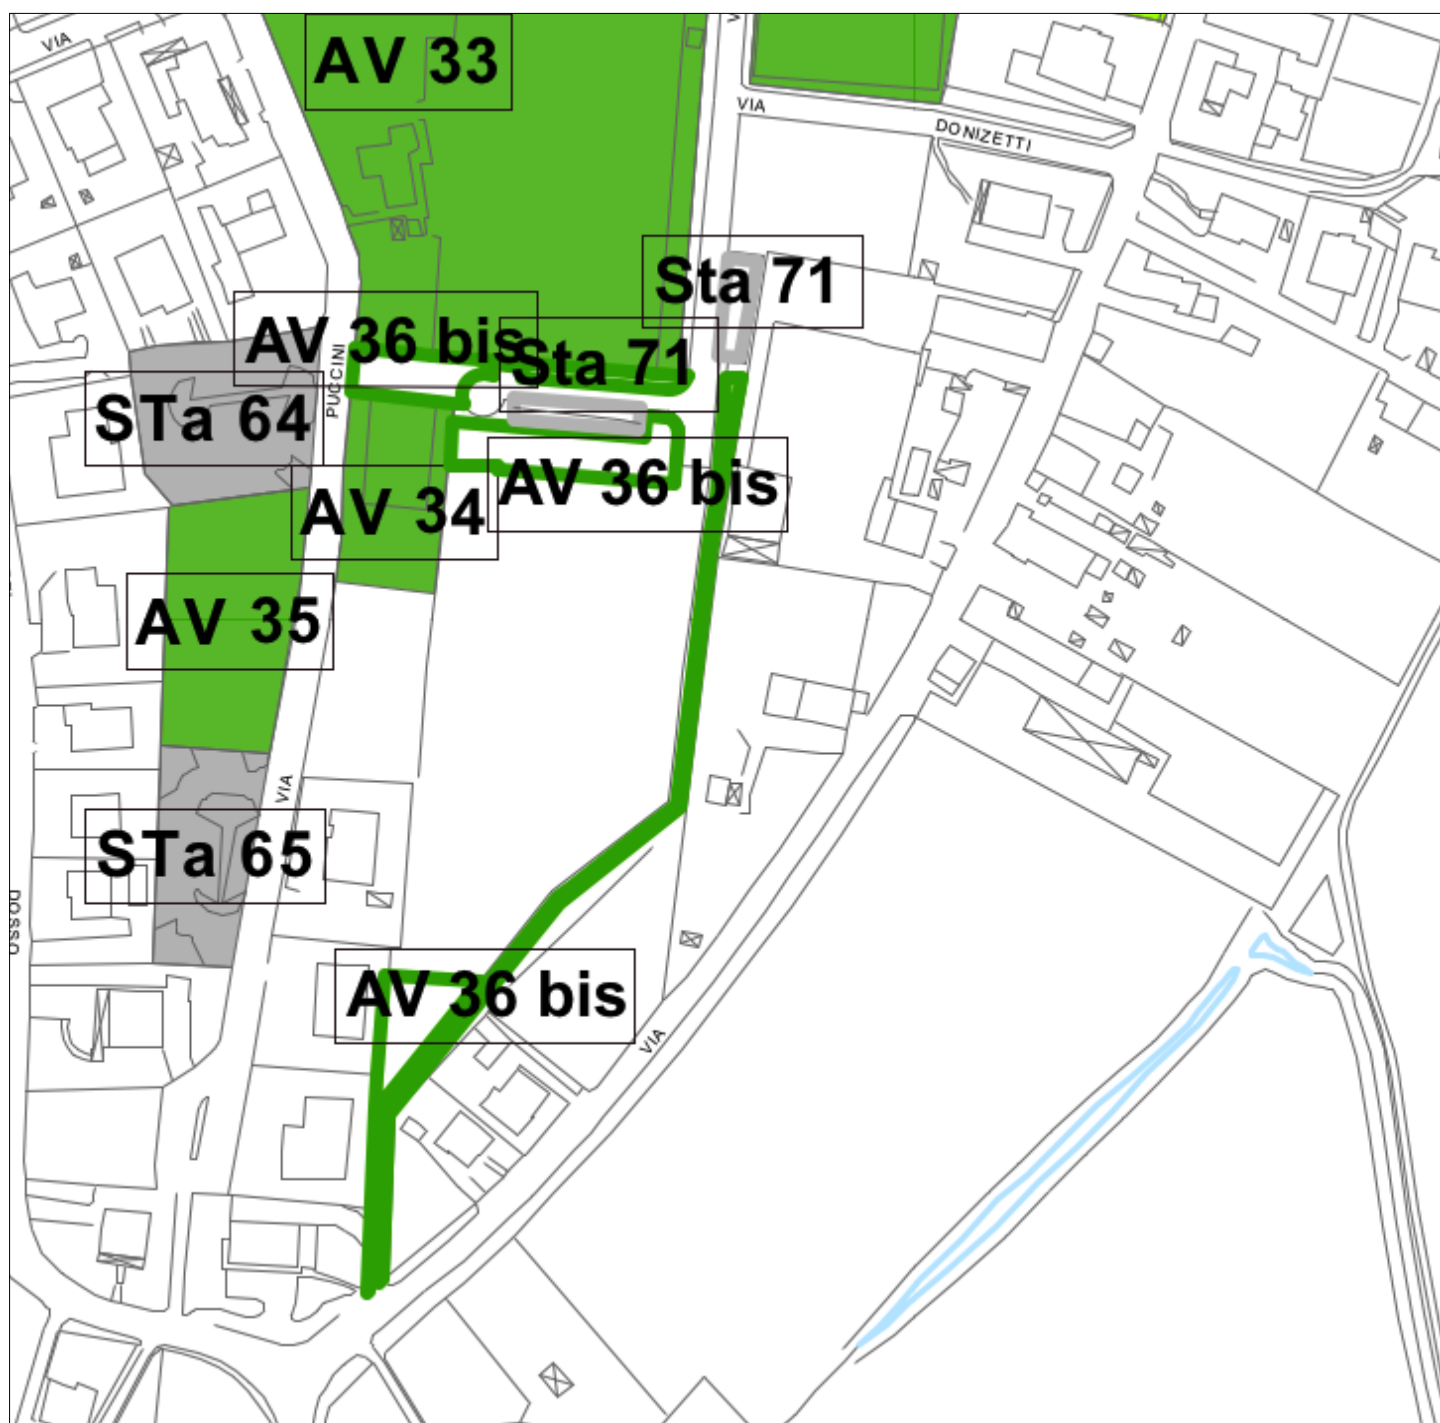 VIA
AV 33
V
VIA
DONIZETTI
Sta 71
AV 36 bis
Sta 71
PUCCINI
STa 64
AV 36 bis
AV 34
AV 35
VIA
STa 65
DOSSO
AV 36 bis
VIA